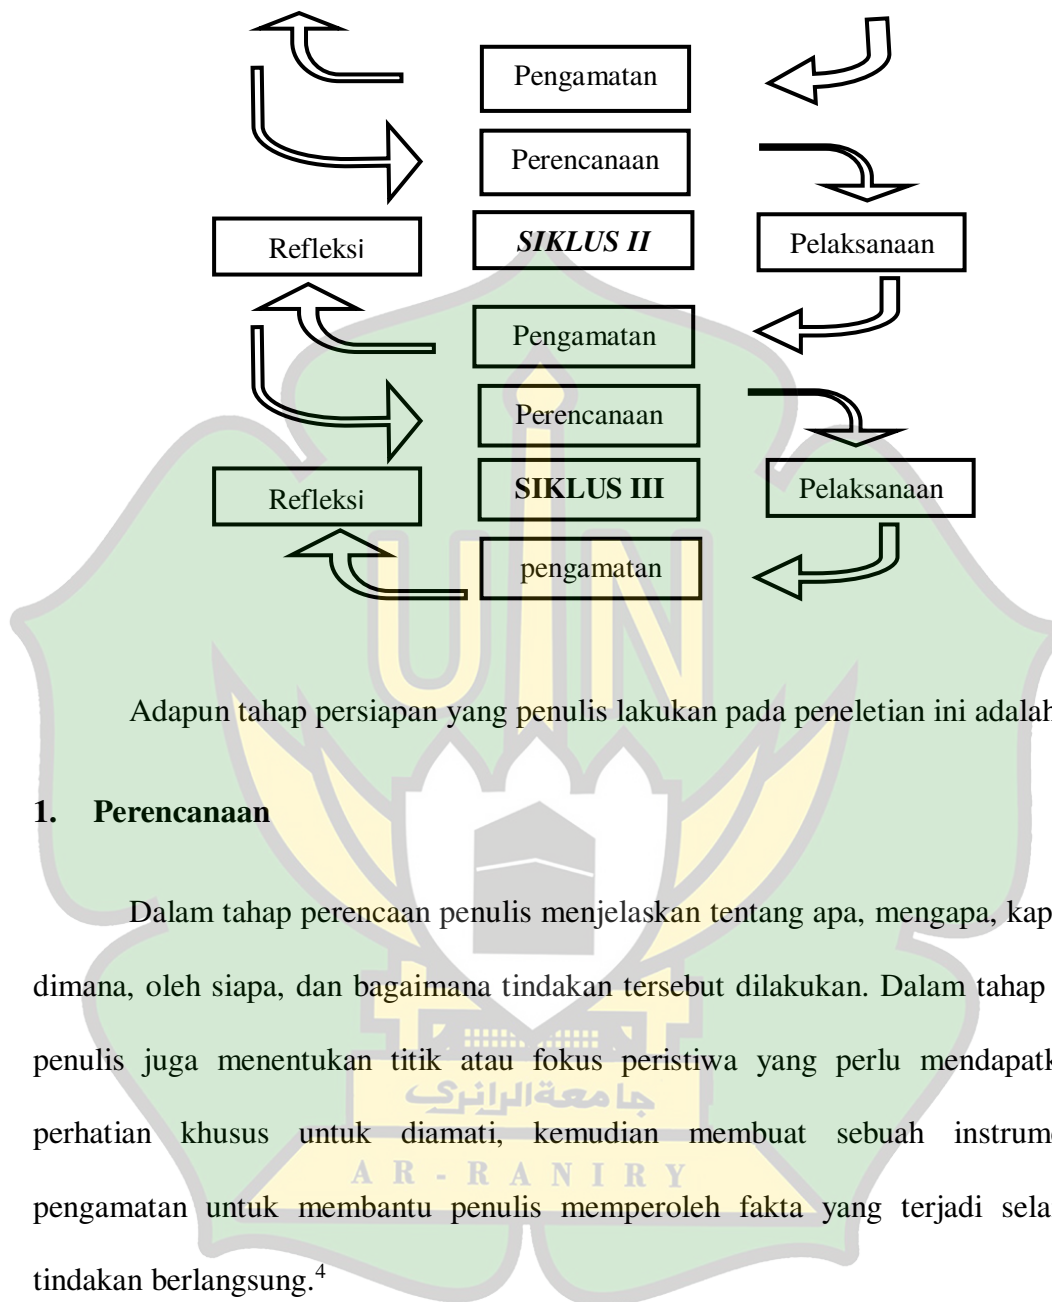 Pengamatan
Perencanaan
Refleksi
SIKLUS II
Pelaksanaan
Pengamatan
Perencanaan
Refleksi
SIKLUS III
Pelaksanaan
pengamatan
UIN
Adapun tahap persiapan yang penulis lakukan pada peneletian ini adalah
1. Perencanaan
Dalam tahap perencaan penulis menjelaskan tentang apa, mengapa, kap
dimana, oleh siapa, dan bagaimana tindakan tersebut dilakukan. Dalam tahap
penulis juga menentukan titik atau fokus peristiwa yang perlu mendapatk
perhatian khusus untuk diamati, kemudian membuat sebuah instrum
pengamatan untuk membantu penulis memperoleh fakta yang terjadi sela
tindakan berlangsung.4
جامعة الرانري
AR-RANIRY